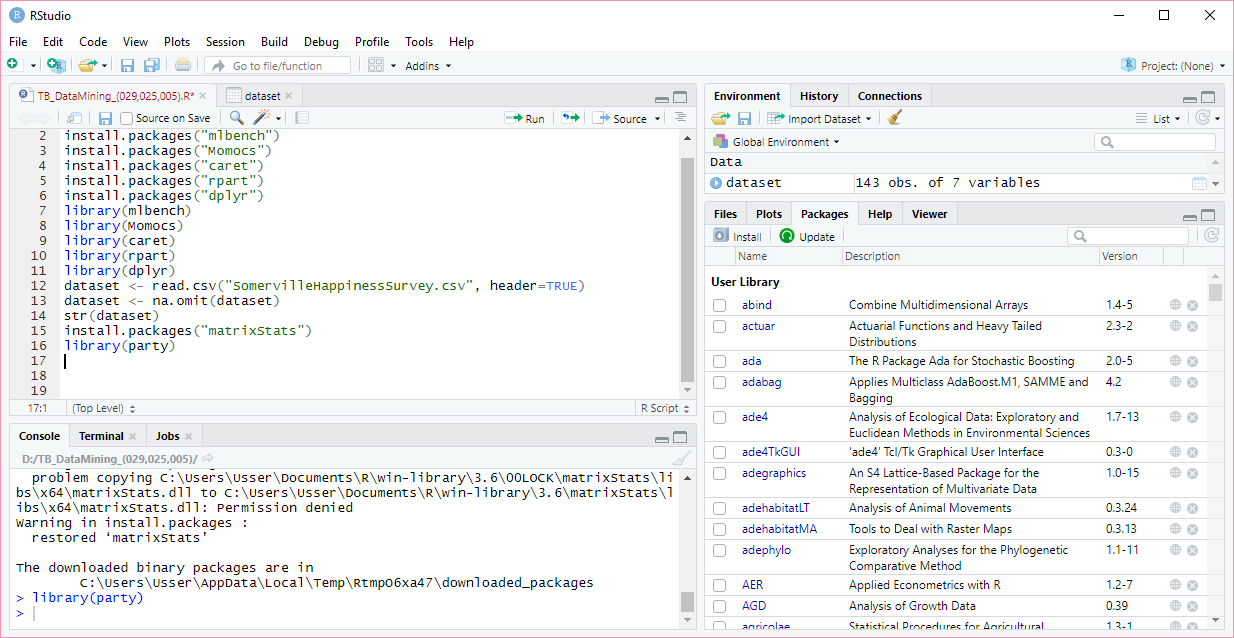 RStudio
File Edit Code View Plots Session Build Debug Profile Tools Help
Go to file/function Addins Project: (None)
TB_DataMining_(029,025,005).R* dataset
Source on Save Run Source
2 install.packages("mlbench")
3 install.packages("Momocs")
4 install.packages("caret")
5 install.packages("rpart")
6 install.packages("dplyr")
7 library(mlbench)
8 library(Momocs)
9 library(caret)
10 library(rpart)
11 library(dplyr)
12 dataset <- read.csv("SomervilleHappinessSurvey.csv", header=TRUE)
13 dataset <- na.omit(dataset)
14 str(dataset)
15 install.packages("matrixStats")
16 library(party)
17
18
19
17:1 (Top Level) R Script
Console Terminal Jobs
D:/TB_DataMining_(029,025,005)/
problem copying C:\Users\Usser\Documents\R\win-library\3.6\00LOCK\matrixStats\li
bs\x64\matrixStats.dll to C:\Users\Usser\Documents\R\win-library\3.6\matrixStats\l
ibs\x64\matrixStats.dll: Permission denied
Warning in install.packages :
restored ‘matrixStats’
The downloaded binary packages are in
C:\Users\Usser\AppData\Local\Temp\RtmpO6xa47\downloaded_packages
> library(party)
>
Environment History Connections
Import Dataset List
Global Environment
Data
dataset 143 obs. of 7 variables
Files Plots Packages Help Viewer
Install Update
Name Description Version
User Library
abind Combine Multidimensional Arrays 1.4-5
actuar Actuarial Functions and Heavy Tailed 2.3-2
Distributions
ada The R Package Ada for Stochastic Boosting 2.0-5
adabag Applies Multiclass AdaBoost.M1, SAMME and 4.2
Bagging
ade4 Analysis of Ecological Data: Exploratory and 1.7-13
Euclidean Methods in Environmental Sciences
ade4TkGUI 'ade4' Tcl/Tk Graphical User Interface 0.3-0
adegraphics An S4 Lattice-Based Package for the 1.0-15
Representation of Multivariate Data
adehabitatLT Analysis of Animal Movements 0.3.24
adehabitatMA Tools to Deal with Raster Maps 0.3.13
adephylo Exploratory Analyses for the Phylogenetic 1.1-11
Comparative Method
AER Applied Econometrics with R 1.2-7
AGD Analysis of Growth Data 0.39
agricolae Statistical Procedures for Agricultural 1.3-1